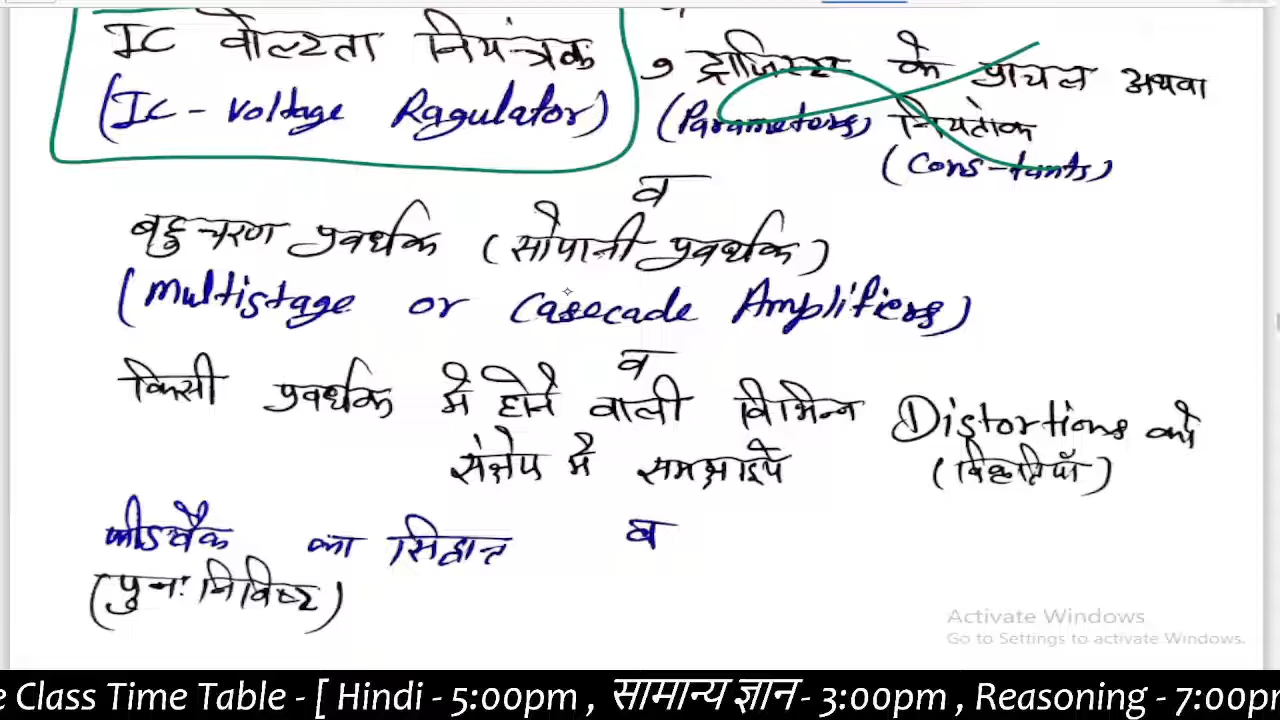 IC वोल्टता नियंत्रक
(IC - Voltage Ragulator)
, ट्रांजिस्टर के प्राचल अथवा
(Parameters) नियतांक
(Cons-tants)
व
बहुचरण प्रवर्धक (सोपानी प्रवर्धक)
(Multistage or Casecade Amplifiers)
व
किसी प्रवर्धक में होने वाली विभिन्न Distortions को
संक्षेप में समझाइये (विकृतियाँ)
फीडबैक का सिद्धान्त व
(पुनः निविष्ट)
Activate Windows
Go to Settings to activate Windows.
e Class Time Table - [ Hindi - 5:00pm , सामान्य ज्ञान- 3:00pm , Reasoning - 7:00pm